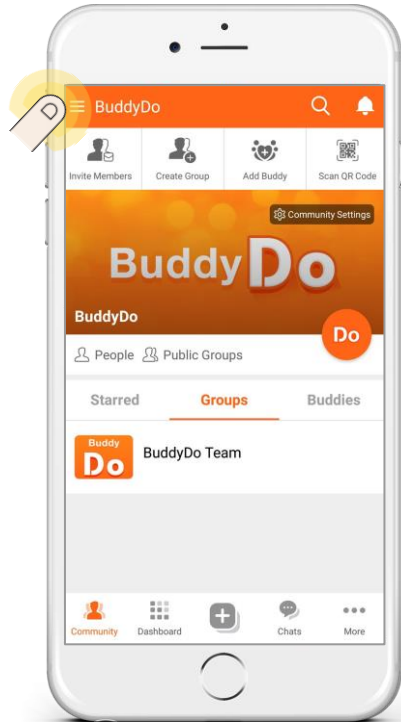 BuddyDo
Invite Members Create Group Add Buddy Scan QR Code
Community Settings
BuddyDo
BuddyDo
Do
People Public Groups
Starred Groups Buddies
Buddy
Do
BuddyDo Team
Community Dashboard Chats More